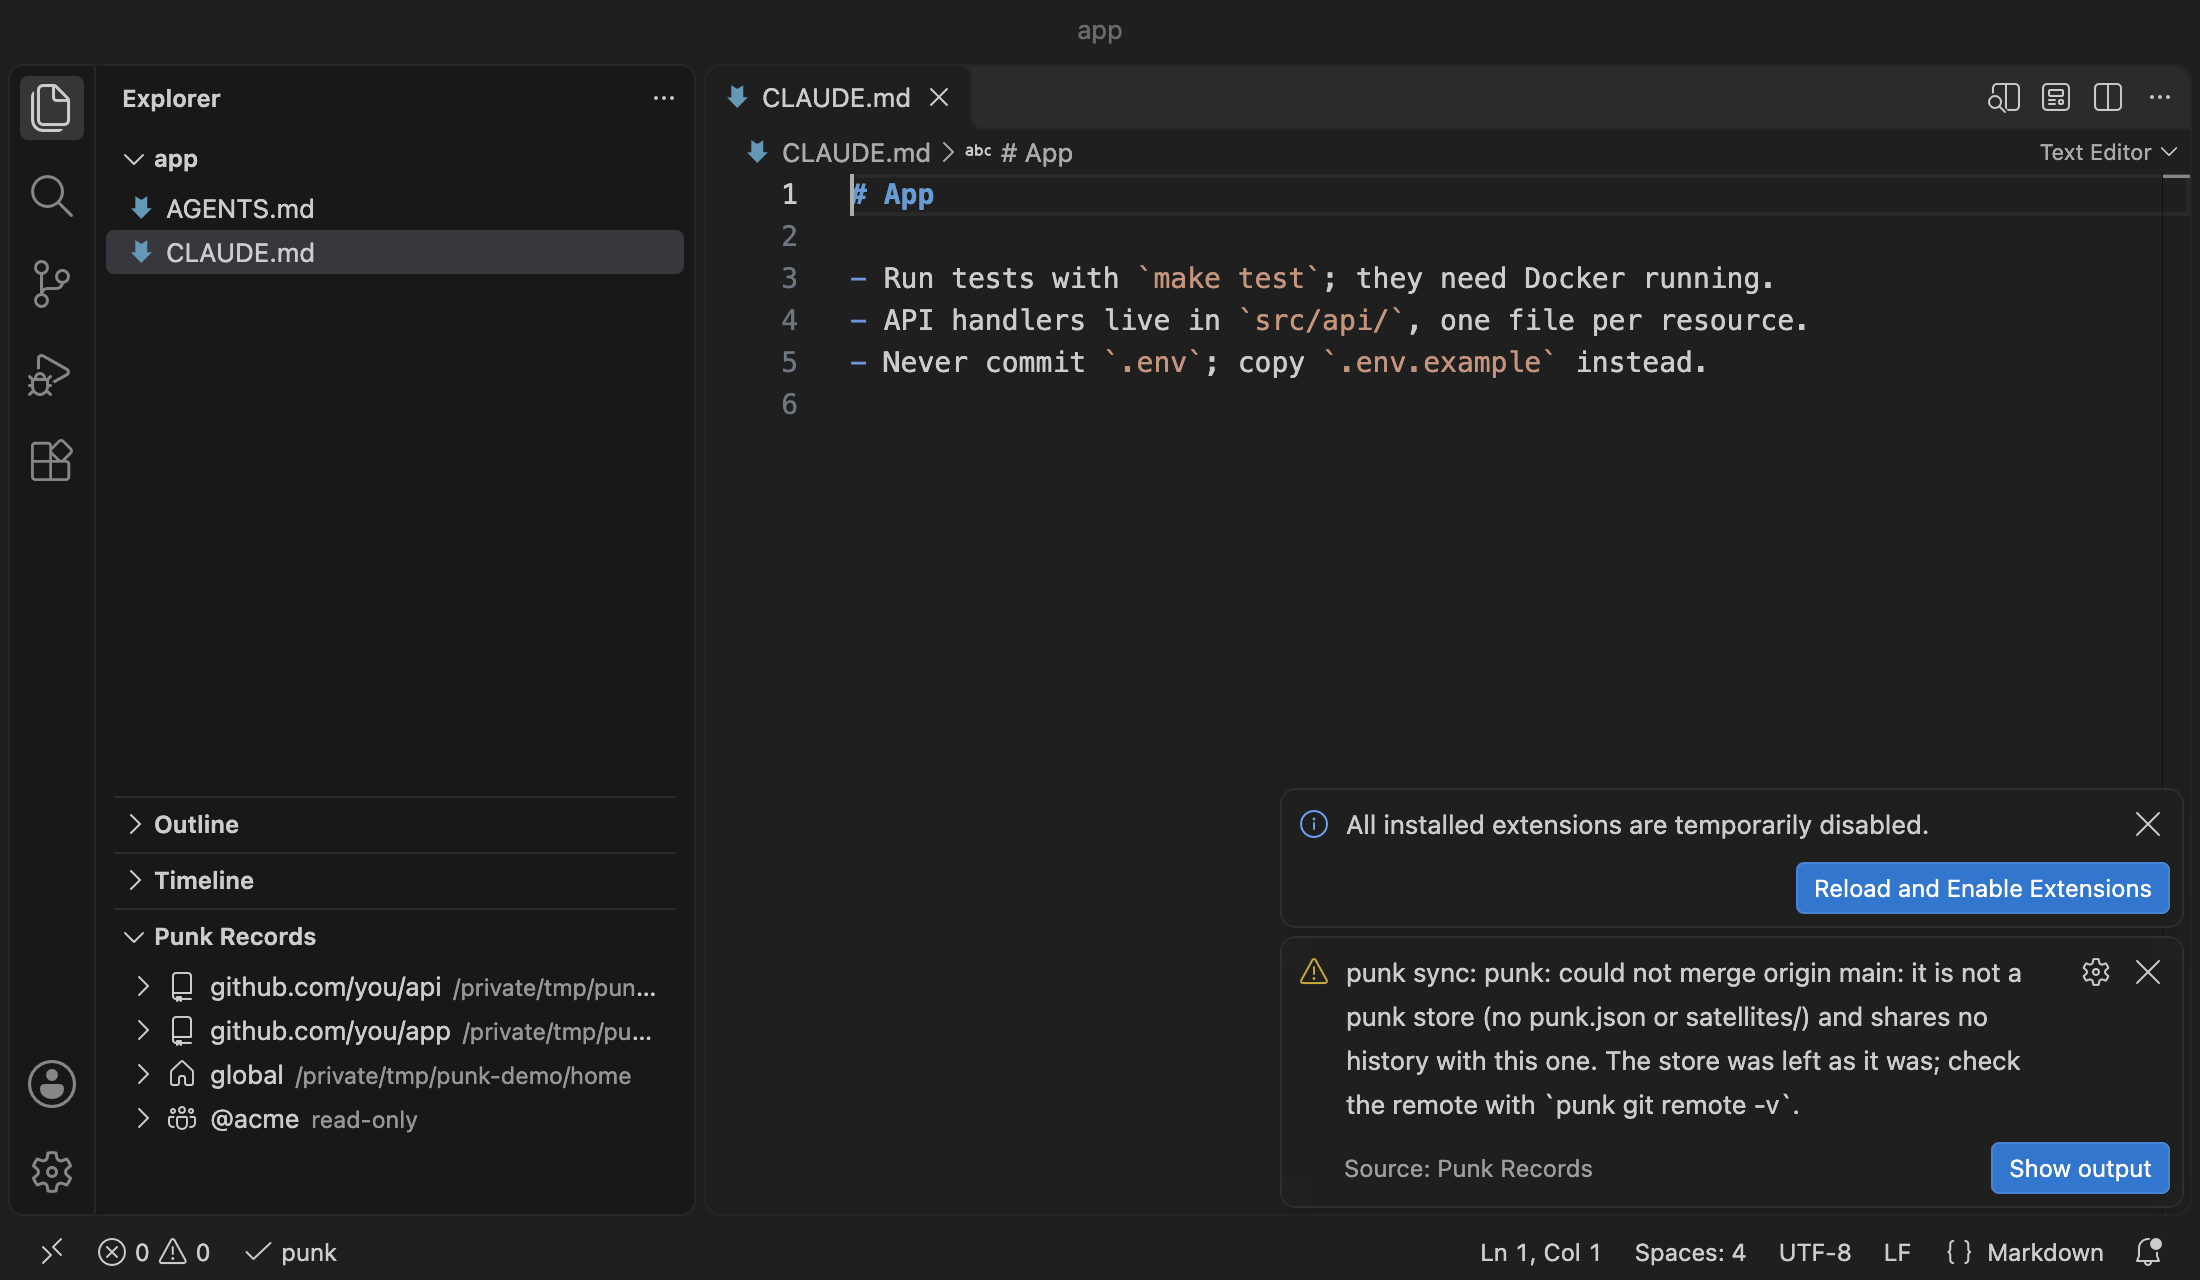 app
Explorer
app
AGENTS.md
CLAUDE.md
Outline
Timeline
Punk Records
github.com/you/api /private/tmp/pun...
github.com/you/app /private/tmp/pu...
global /private/tmp/punk-demo/home
@acme read-only
CLAUDE.md
CLAUDE.md > abc # App
Text Editor
1 # App
2
3 - Run tests with `make test`; they need Docker running.
4 - API handlers live in `src/api/`, one file per resource.
5 - Never commit `.env`; copy `.env.example` instead.
6
All installed extensions are temporarily disabled.
Reload and Enable Extensions
punk sync: punk: could not merge origin main: it is not a
punk store (no punk.json or satellites/) and shares no
history with this one. The store was left as it was; check
the remote with `punk git remote -v`.
Source: Punk Records
Show output
0 0 punk
Ln 1, Col 1 Spaces: 4 UTF-8 LF {} Markdown